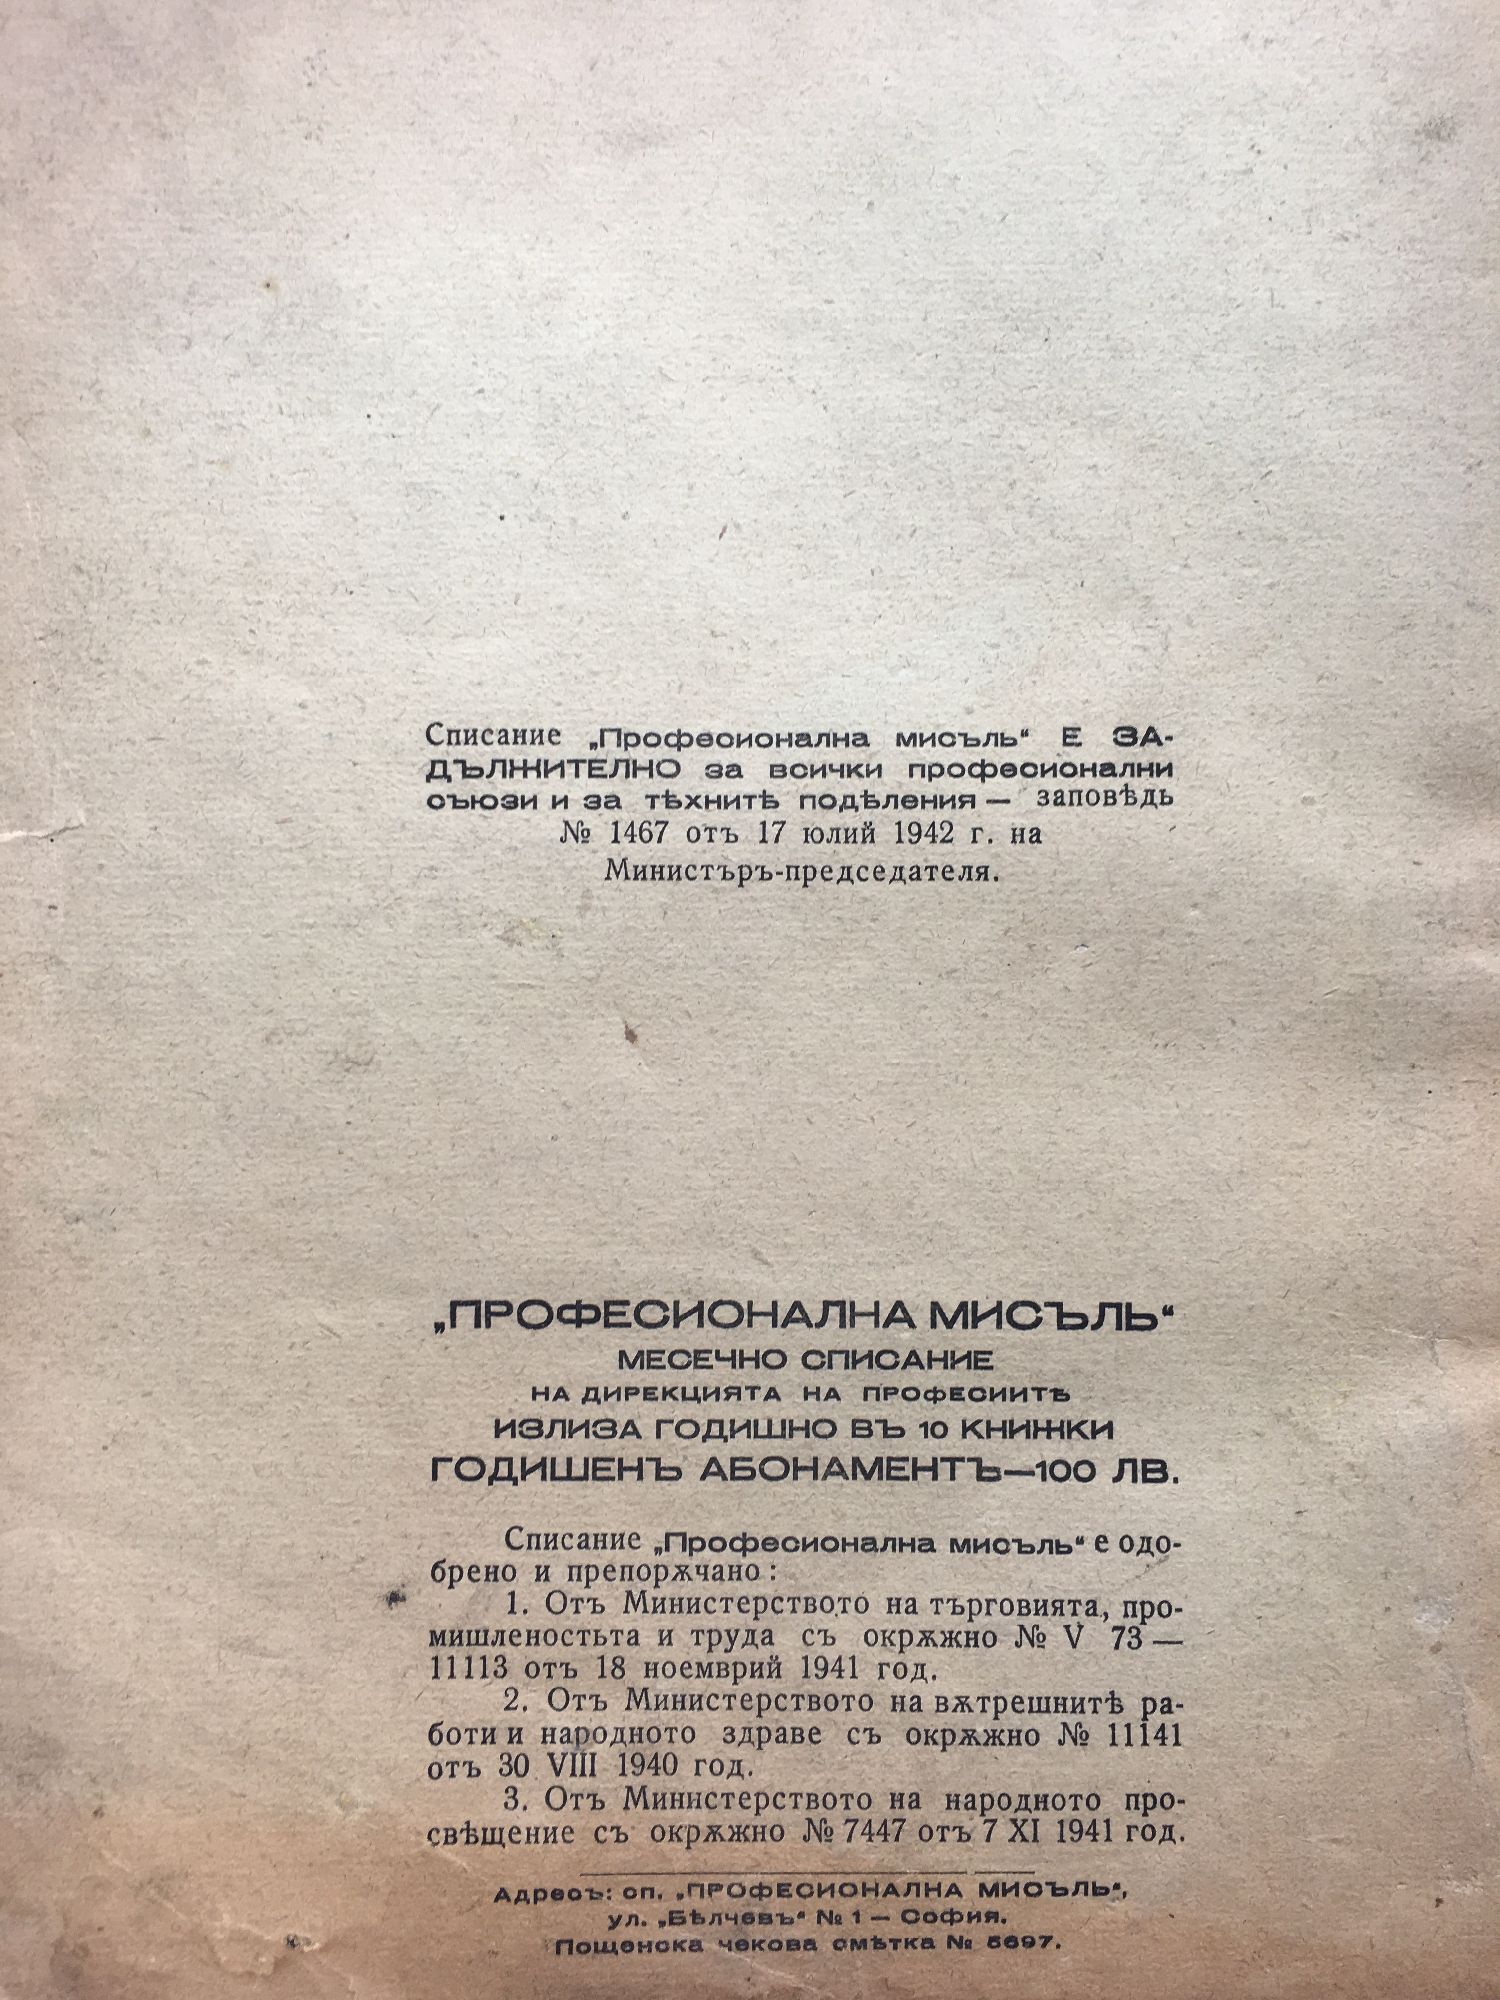 Списание „Професионална мисъль“ Е ЗА-
ДЪЛЖИТЕЛНО за всички професионални
съюзи и за тѣхнитѣ подѣления — заповѣдь
№ 1467 отъ 17 юлий 1942 г. на
Министъръ-председателя.
„ПРОФЕСИОНАЛНА МИСЪЛЬ“
МЕСЕЧНО СПИСАНИЕ
НА ДИРЕКЦИЯТА НА ПРОФЕСИИТѢ
ИЗЛИЗА ГОДИШНО ВЪ 10 КНИЖКИ
ГОДИШЕНЪ АБОНАМЕНТЪ—100 ЛВ.
Списание „Професионална мисъль“ е одо-
брено и препорѫчано:
1. Отъ Министерството на търговията, про-
мишленостьта и труда съ окрѫжно № V 73 —
11113 отъ 18 ноемврий 1941 год.
2. Отъ Министерството на вѫтрешнитѣ ра-
боти и народното здраве съ окрѫжно № 11141
отъ 30 VIII 1940 год.
3. Отъ Министерството на народното про-
свѣщение съ окрѫжно № 7447 отъ 7 XI 1941 год.
Адресъ: сп. „ПРОФЕСИОНАЛНА МИСЪЛЬ“,
ул. „Бѣлчевъ“ № 1 — София.
Пощенска чекова смѣтка № 5697.